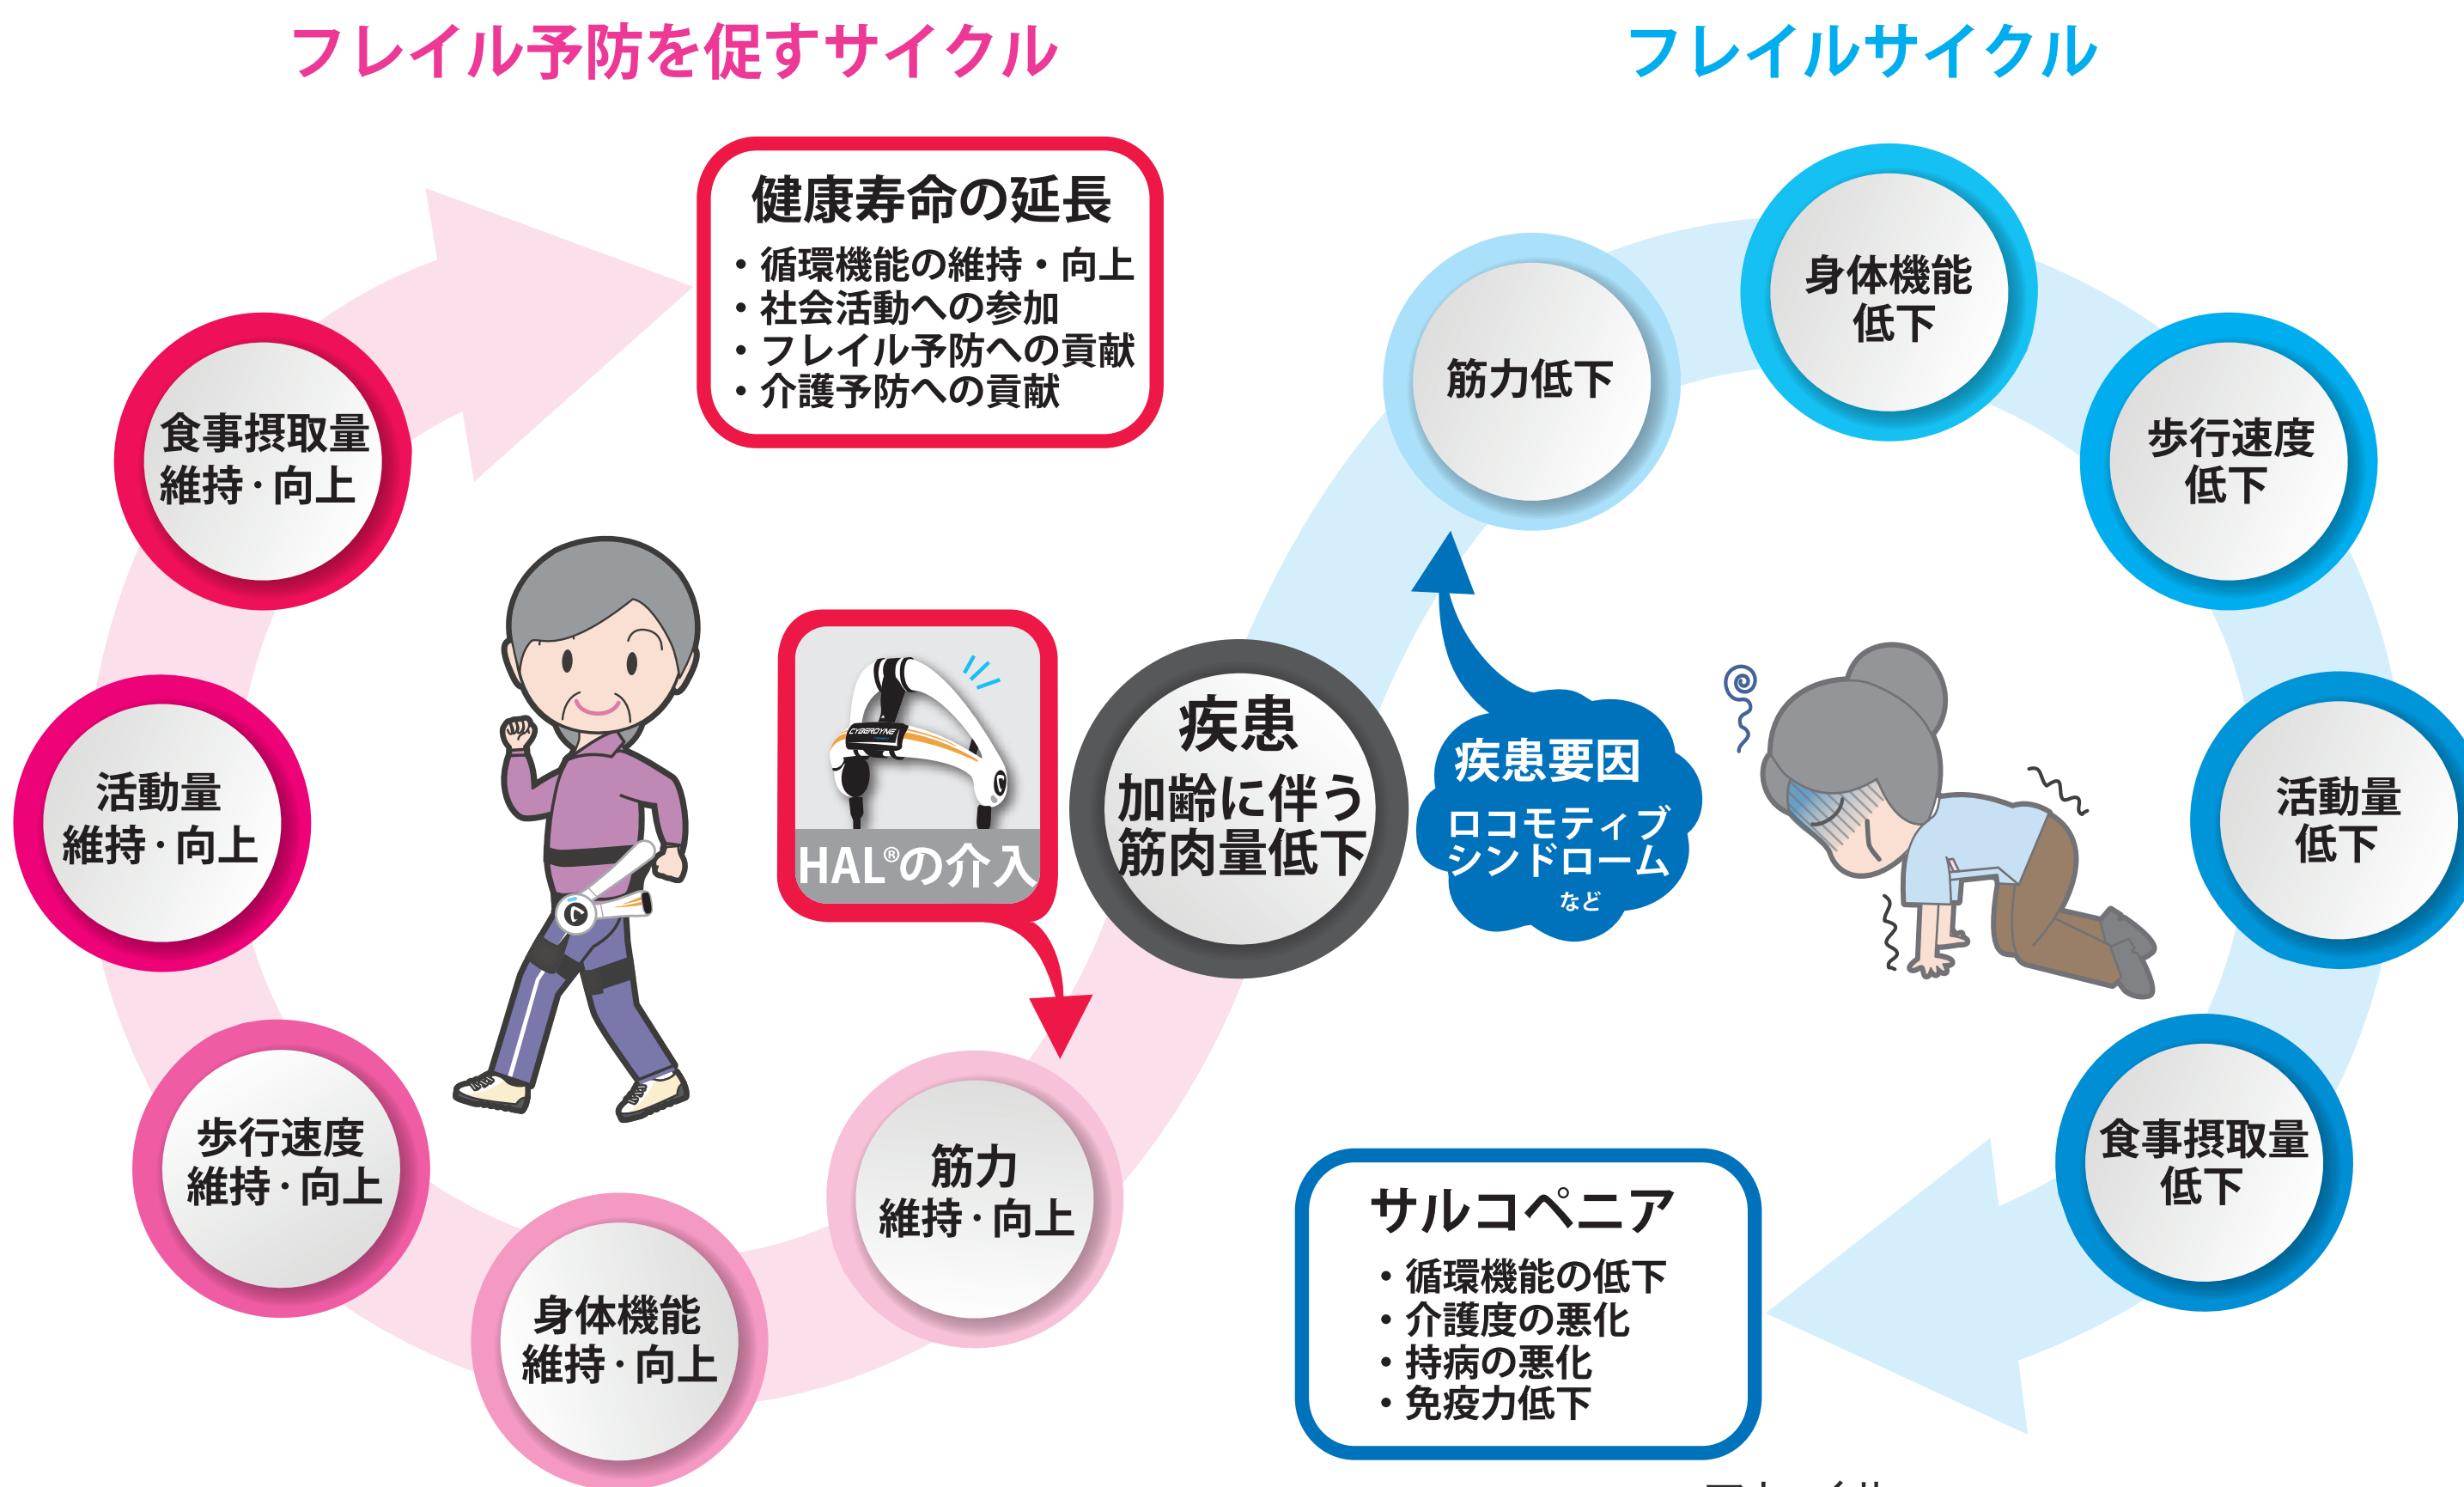 フレイル予防を促すサイクル
フレイルサイクル
健康寿命の延長
・循環機能の維持・向上
・社会活動への参加
・フレイル予防への貢献
・介護予防への貢献
食事摂取量
維持・向上
活動量
維持・向上
歩行速度
維持・向上
身体機能
維持・向上
筋力
維持・向上
CYBERDYNE
HAL®の介入
疾患
加齢に伴う
筋肉量低下
疾患要因
ロコモティブ
シンドローム
など
筋力低下
身体機能
低下
歩行速度
低下
活動量
低下
食事摂取量
低下
サルコペニア
・循環機能の低下
・介護度の悪化
・持病の悪化
・免疫力低下